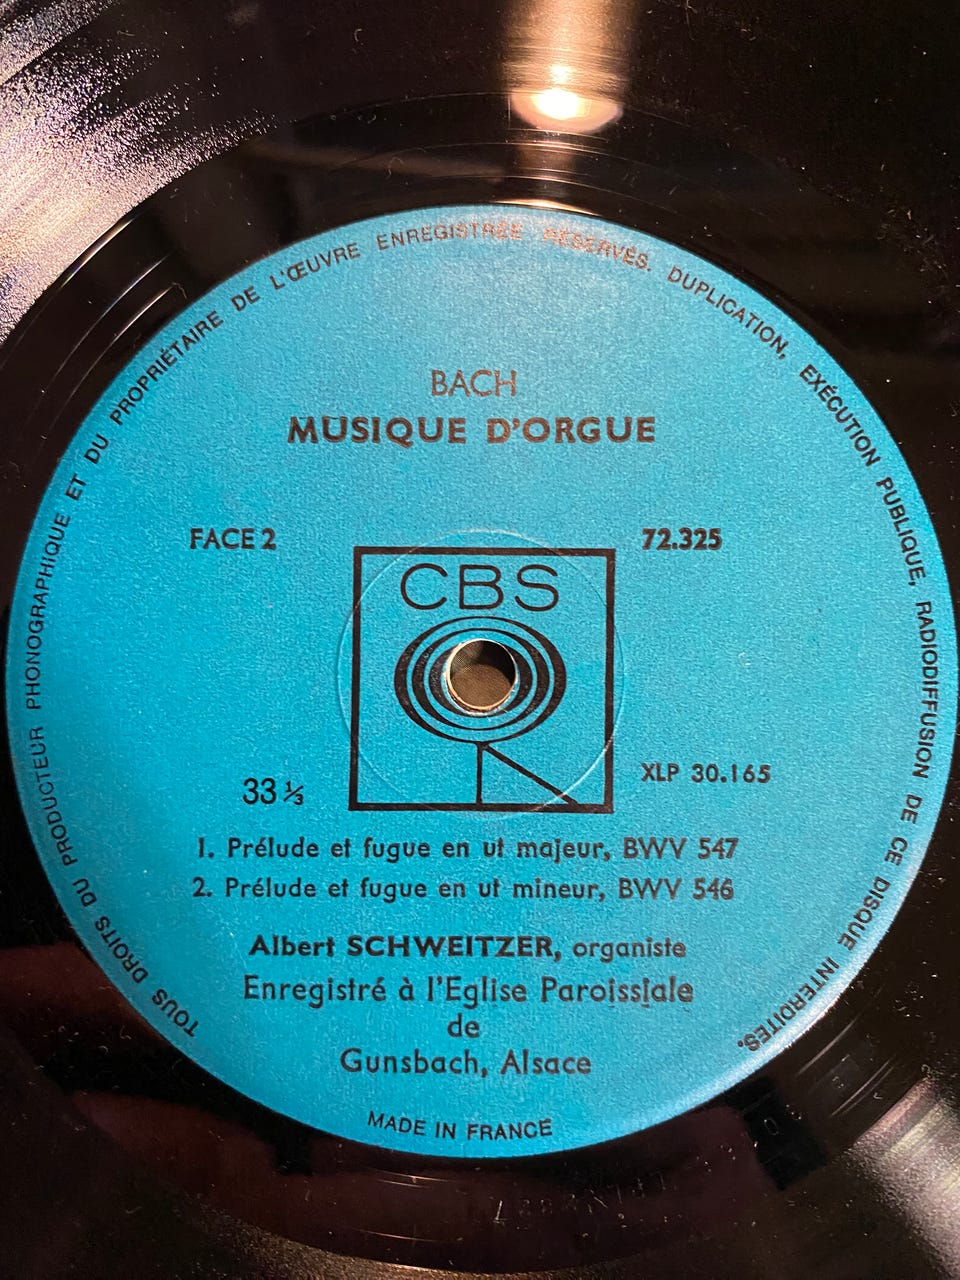 TOUS DROITS DU PRODUCTEUR PHONOGRAPHIQUE ET DU PROPRIÉTAIRE DE L'ŒUVRE ENREGISTRÉE RÉSERVÉS. DUPLICATION, EXÉCUTION PUBLIQUE, RADIODIFFUSION DE CE DISQUE INTERDITES.
BACH
MUSIQUE D'ORGUE
FACE 2
72.325
CBS
33 ⅓
XLP 30.165
1. Prélude et fugue en ut majeur, BWV 547
2. Prélude et fugue en ut mineur, BWV 546
Albert SCHWEITZER, organiste
Enregistré à l'Eglise Paroissiale
de
Gunsbach, Alsace
MADE IN FRANCE